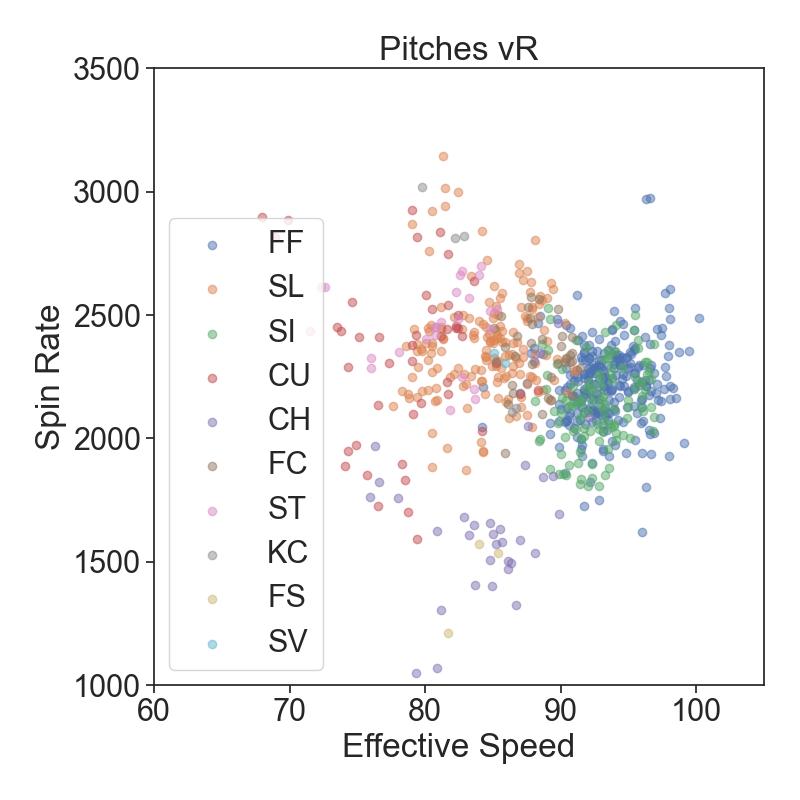 Pitches vR
3500
3000
2500
2000
1500
1000
Spin Rate
FF
SL
SI
CU
CH
FC
ST
KC
FS
SV
60 70 80 90 100
Effective Speed